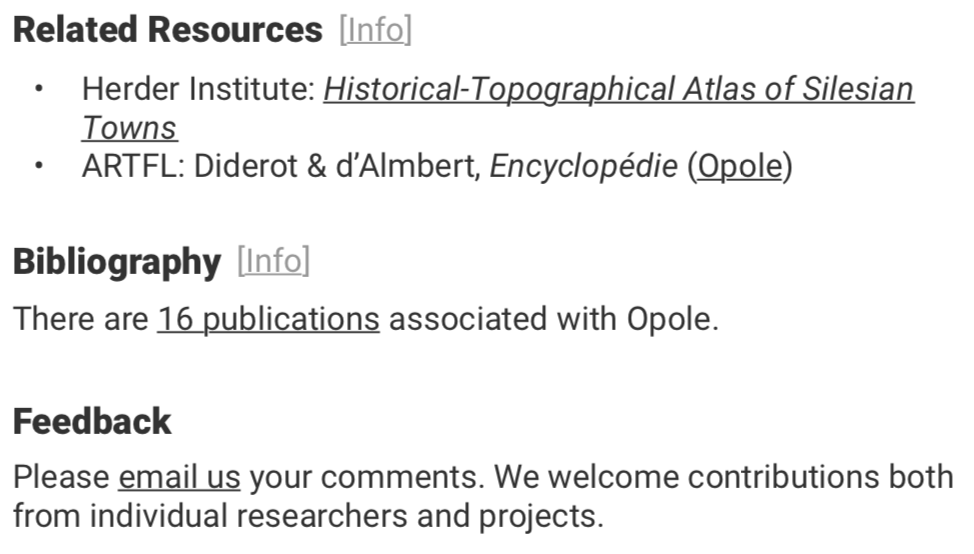 Related Resources [Info]
• Herder Institute: Historical-Topographical Atlas of Silesian
Towns
• ARTFL: Diderot & d’Almbert, Encyclopédie (Opole)
Bibliography [Info]
There are 16 publications associated with Opole.
Feedback
Please email us your comments. We welcome contributions both
from individual researchers and projects.